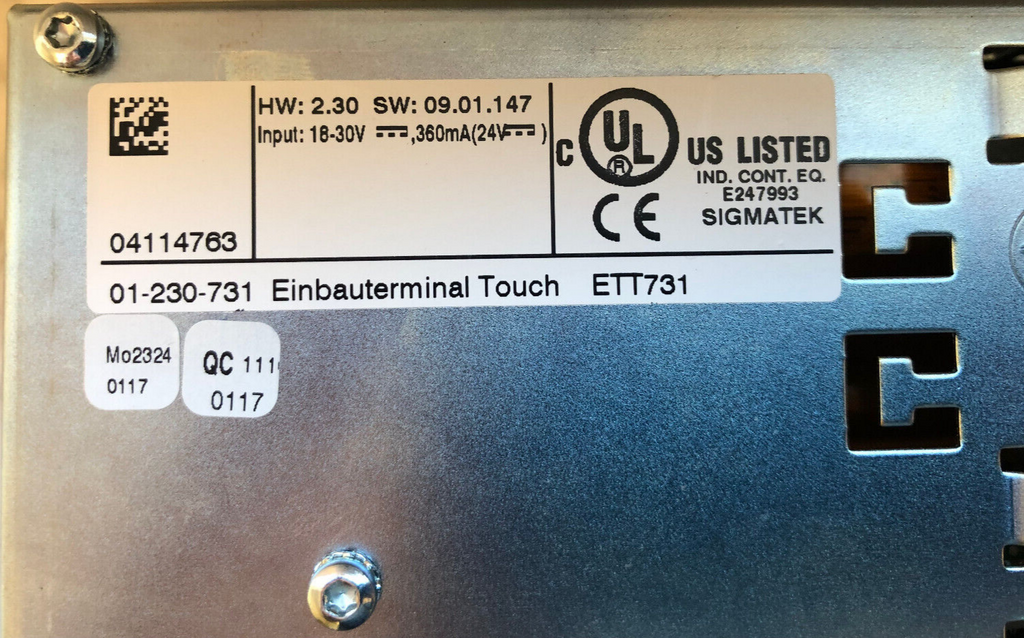 HW: 2.30 SW: 09.01.147
Input: 18-30V ⎓,360mA(24V⎓)
04114763
C UL® US LISTED
IND. CONT. EQ.
E247993
CE SIGMATEK
01-230-731 Einbauterminal Touch ETT731
Mo2324
0117
QC 111
0117